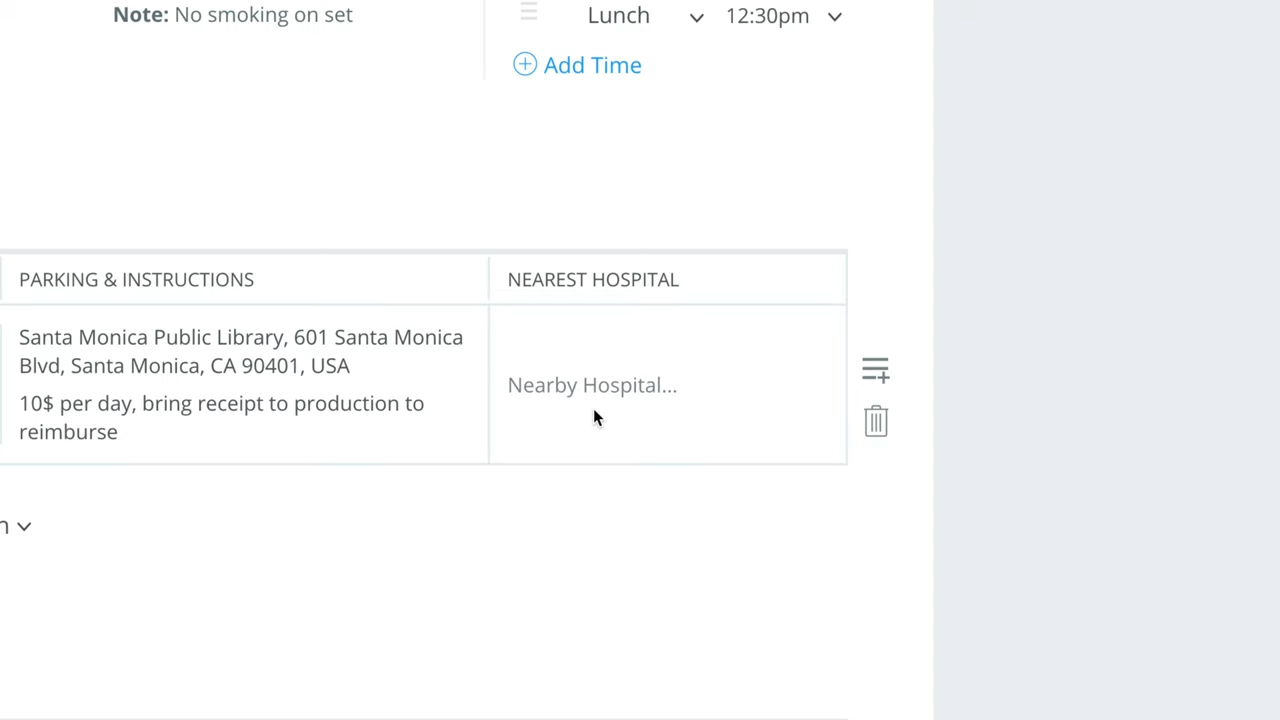 Note: No smoking on set
Lunch 12:30pm
Add Time
PARKING & INSTRUCTIONS
NEAREST HOSPITAL
Santa Monica Public Library, 601 Santa Monica
Blvd, Santa Monica, CA 90401, USA
10$ per day, bring receipt to production to
reimburse
Nearby Hospital...